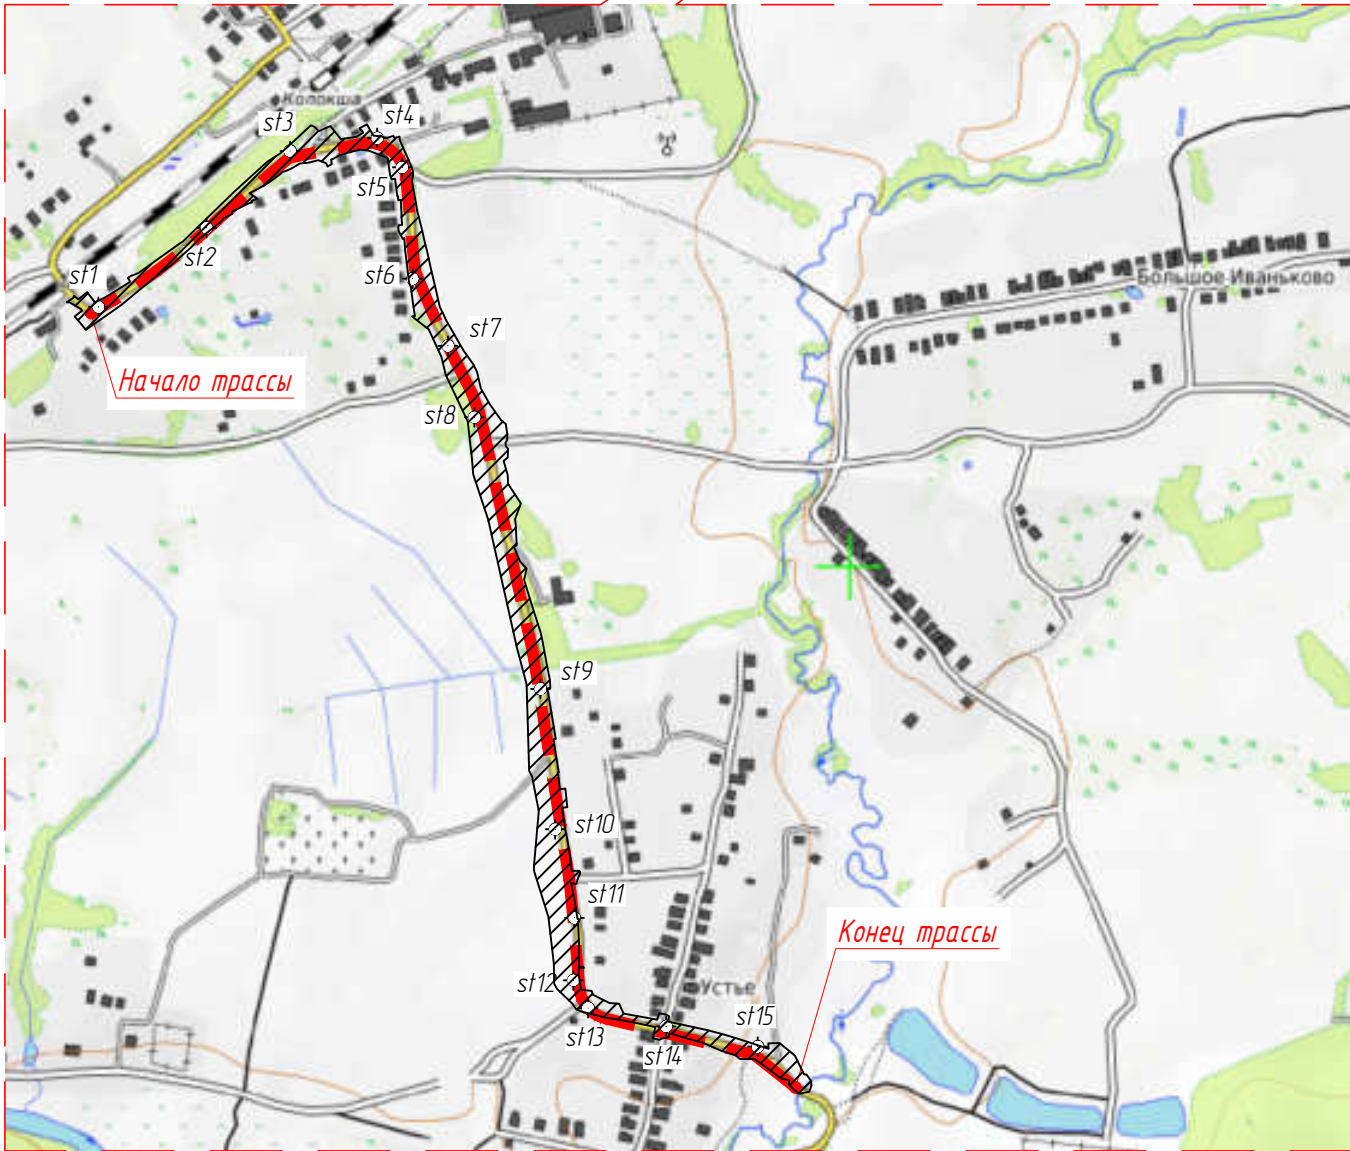 Колокша
st4
st3
st5
st2
st6
st1
Большое Иваньково
st7
Начало трассы
st8
st9
st10
st11
Конец трассы
st12
Устье
st15
st13
st14